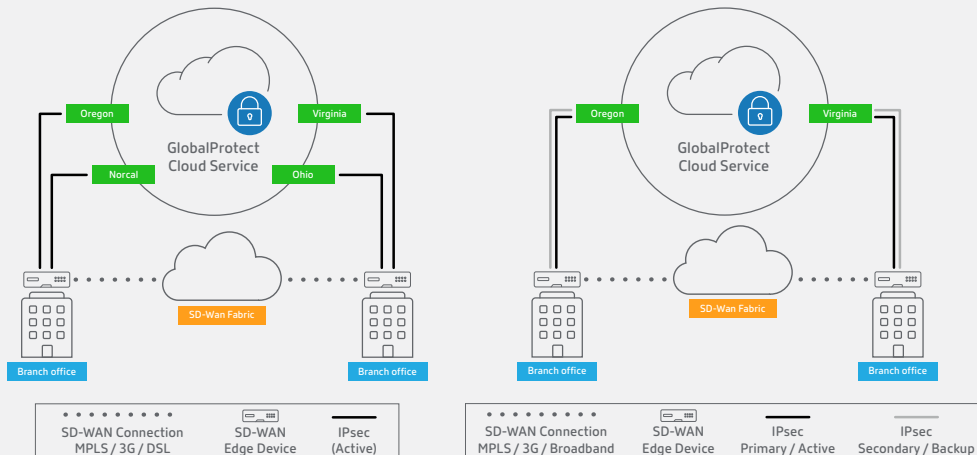 Oregon
Virginia
GlobalProtect
Cloud Service
Norcal
Ohio
SD-Wan Fabric
Branch office
Branch office
SD-WAN Connection
MPLS / 3G / DSL
SD-WAN
Edge Device
IPsec
(Active)
Oregon
Virginia
GlobalProtect
Cloud Service
SD-Wan Fabric
Branch office
Branch office
SD-WAN Connection
MPLS / 3G / Broadband
SD-WAN
Edge Device
IPsec
Primary / Active
IPsec
Secondary / Backup